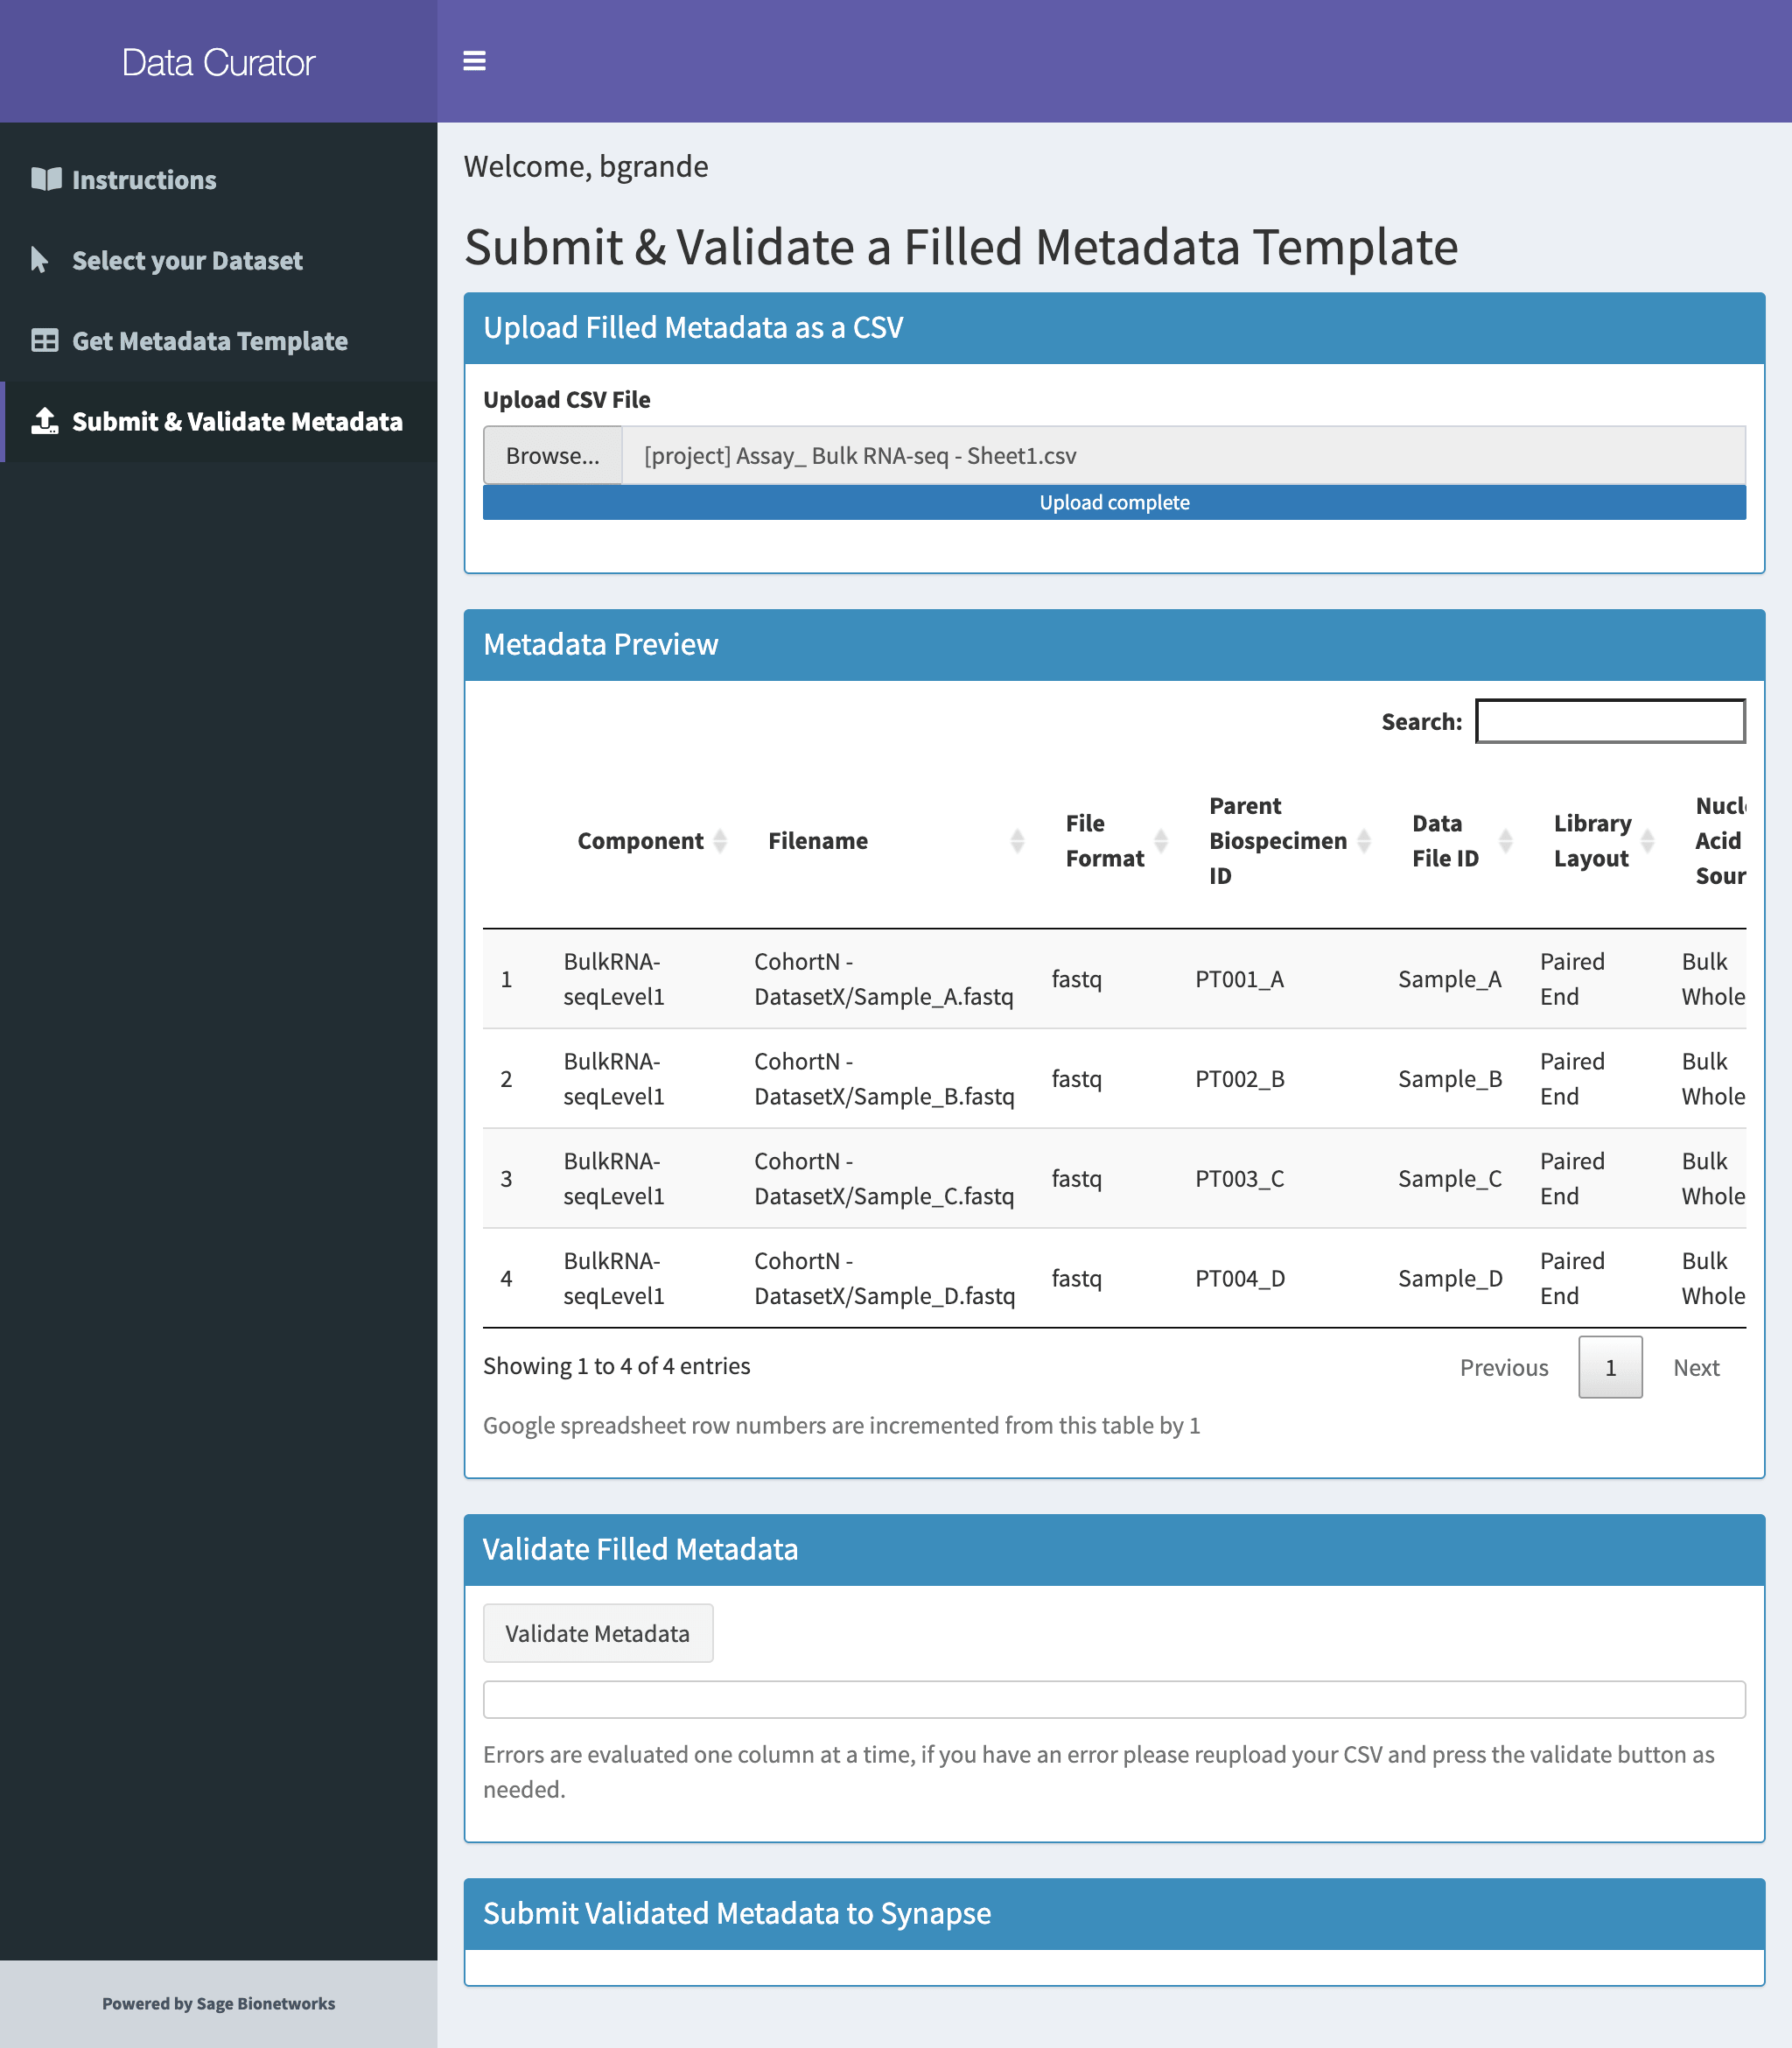 Data Curator
Instructions
Select your Dataset
Get Metadata Template
Submit & Validate Metadata
Powered by Sage Bionetworks
Welcome, bgrande
Submit & Validate a Filled Metadata Template
Upload Filled Metadata as a CSV
Upload CSV File
Browse... [project] Assay_ Bulk RNA-seq - Sheet1.csv
Upload complete
Metadata Preview
Search:
Component Filename File Format Parent Biospecimen ID Data File ID Library Layout Acid
1 BulkRNA-seqLevel1 CohortN - DatasetX/Sample_A.fastq fastq PT001_A Sample_A Paired End Bulk Whole
2 BulkRNA-seqLevel1 CohortN - DatasetX/Sample_B.fastq fastq PT002_B Sample_B Paired End Bulk Whole
3 BulkRNA-seqLevel1 CohortN - DatasetX/Sample_C.fastq fastq PT003_C Sample_C Paired End Bulk Whole
4 BulkRNA-seqLevel1 CohortN - DatasetX/Sample_D.fastq fastq PT004_D Sample_D Paired End Bulk Whole
Showing 1 to 4 of 4 entries
Previous 1 Next
Google spreadsheet row numbers are incremented from this table by 1
Validate Filled Metadata
Validate Metadata
Errors are evaluated one column at a time, if you have an error please reupload your CSV and press the validate button as
needed.
Submit Validated Metadata to Synapse